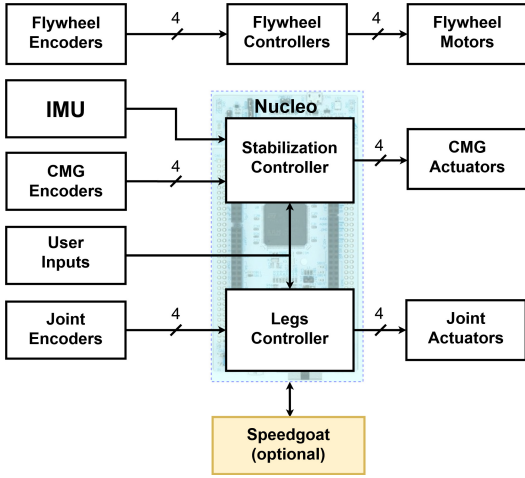 Flywheel
Encoders
4
Flywheel
Controllers
4
Flywheel
Motors
IMU
Nucleo
Stabilization
Controller
4
CMG
Actuators
CMG
Encoders
4
User
Inputs
Joint
Encoders
4
Legs
Controller
4
Joint
Actuators
Speedgoat
(optional)